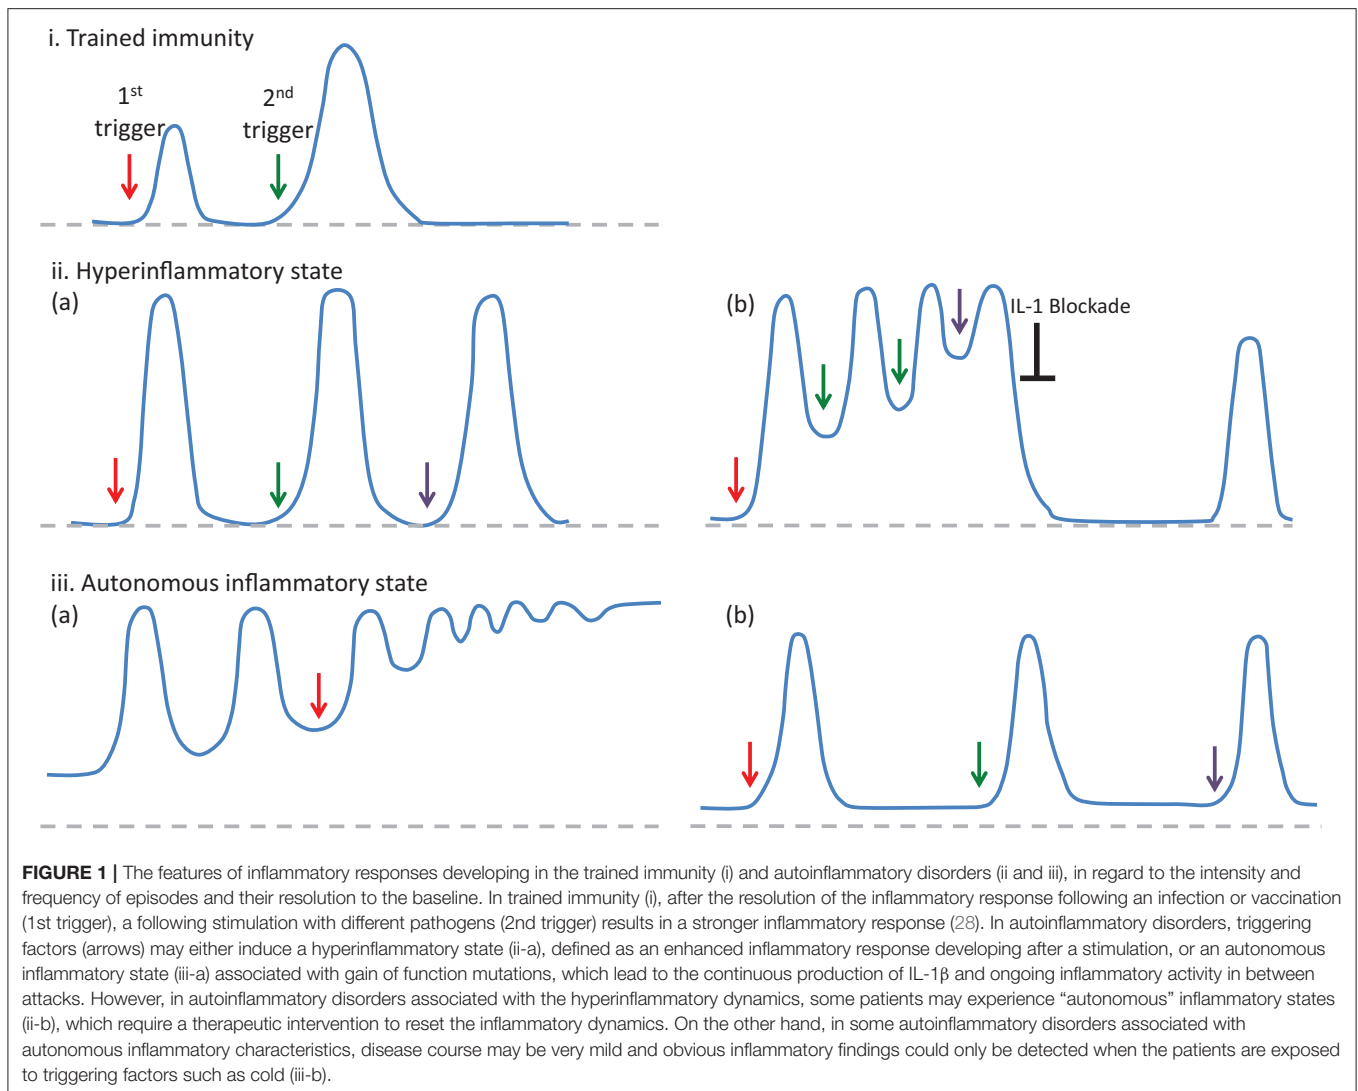 i. Trained immunity
1st
trigger
2nd
trigger
ii. Hyperinflammatory state
(a)
(b)
IL-1 Blockade
iii. Autonomous inflammatory state
(a)
(b)
FIGURE 1 | The features of inflammatory responses developing in the trained immunity (i) and autoinflammatory disorders (ii and iii), in regard to the intensity and
frequency of episodes and their resolution to the baseline. In trained immunity (i), after the resolution of the inflammatory response following an infection or vaccination
(1st trigger), a following stimulation with different pathogens (2nd trigger) results in a stronger inflammatory response (28). In autoinflammatory disorders, triggering
factors (arrows) may either induce a hyperinflammatory state (ii-a), defined as an enhanced inflammatory response developing after a stimulation, or an autonomous
inflammatory state (iii-a) associated with gain of function mutations, which lead to the continuous production of IL-1β and ongoing inflammatory activity in between
attacks. However, in autoinflammatory disorders associated with the hyperinflammatory dynamics, some patients may experience “autonomous” inflammatory states
(ii-b), which require a therapeutic intervention to reset the inflammatory dynamics. On the other hand, in some autoinflammatory disorders associated with
autonomous inflammatory characteristics, disease course may be very mild and obvious inflammatory findings could only be detected when the patients are exposed
to triggering factors such as cold (iii-b).